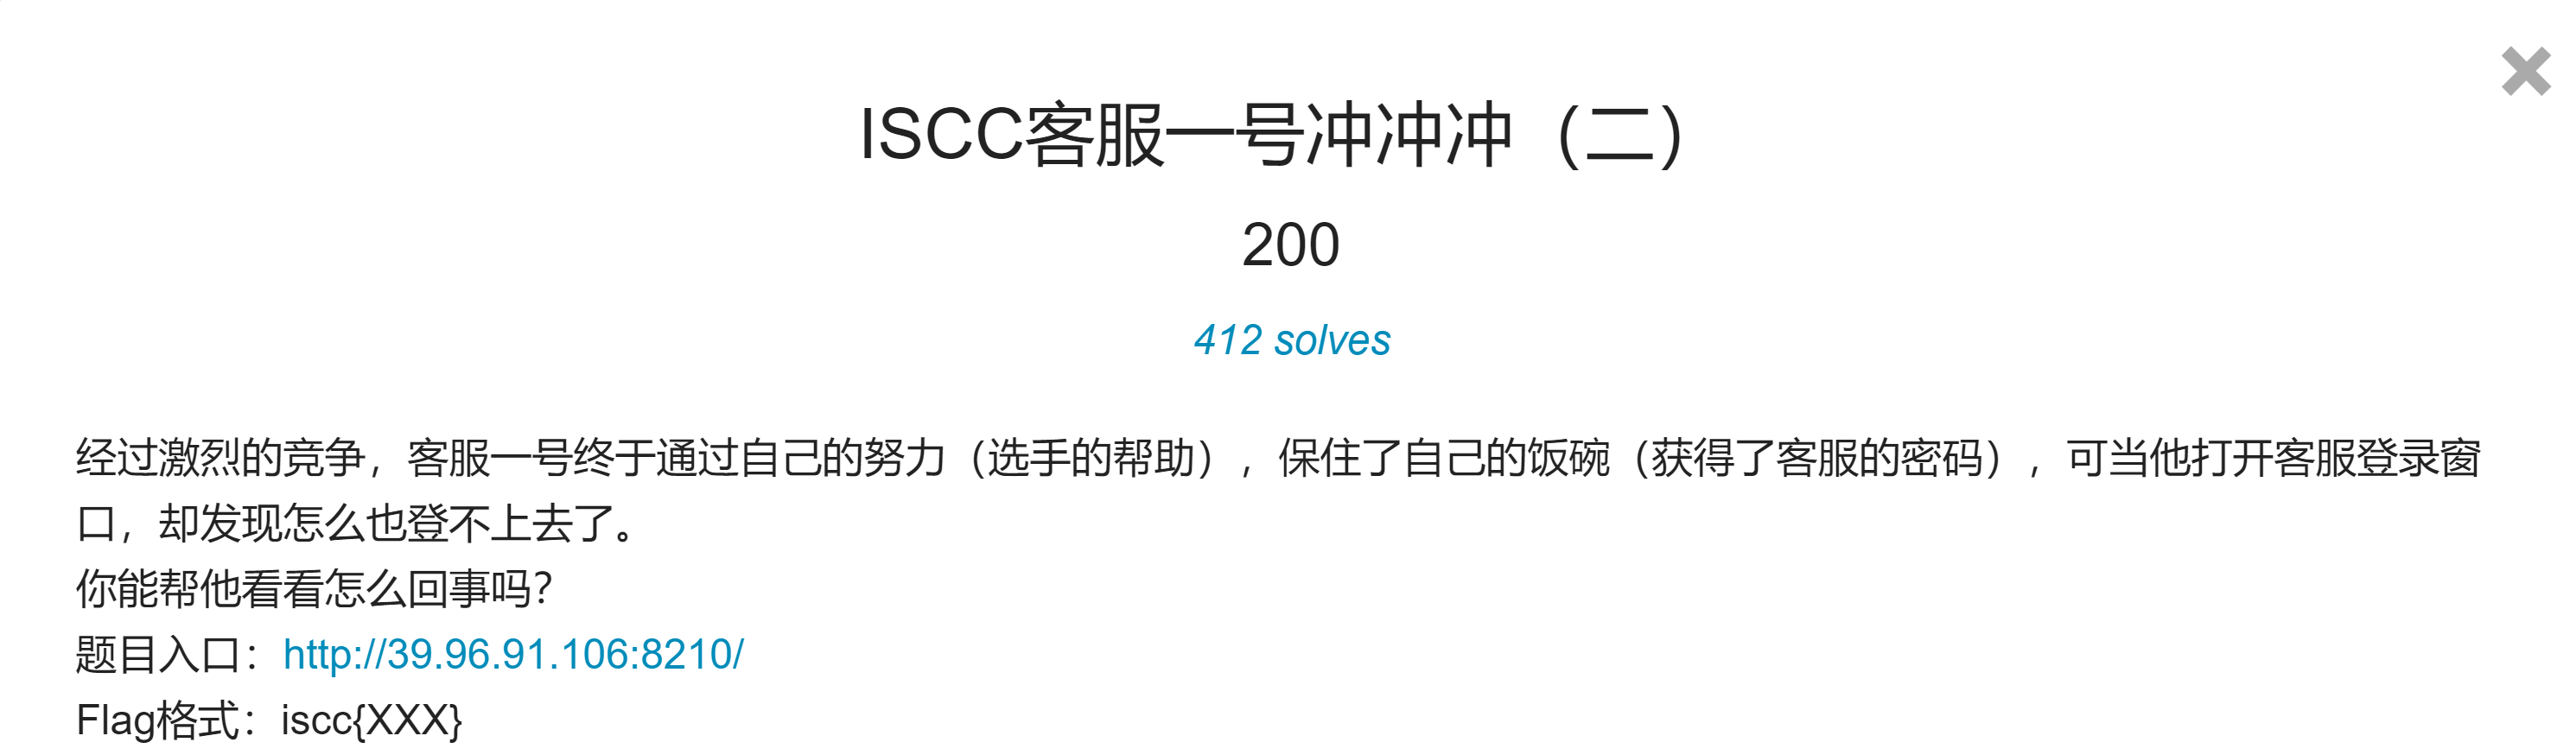 ISCC客服一号冲冲冲（二）
200
412 solves
经过激烈的竞争，客服一号终于通过自己的努力（选手的帮助），保住了自己的饭碗（获得了客服的密码），可当他打开客服登录窗
口，却发现怎么也登不上去了。
你能帮他看看怎么回事吗？
题目入口：http://39.96.91.106:8210/
Flag格式：iscc{XXX}